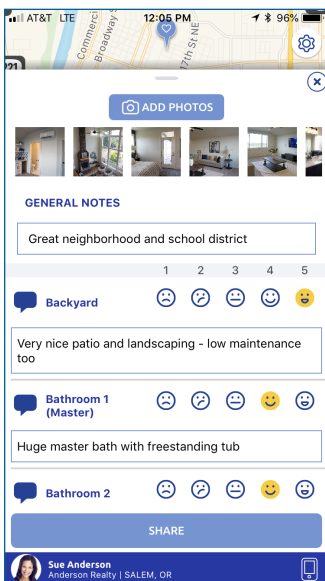 AT&T LTE 12:05 PM 96%
Commerci
Broadway S
17th St NE
221
ADD PHOTOS
GENERAL NOTES
Great neighborhood and school district
1 2 3 4 5
Backyard
Very nice patio and landscaping - low maintenance
too
Bathroom 1
(Master)
Huge master bath with freestanding tub
Bathroom 2
SHARE
Sue Anderson
Anderson Realty | SALEM, OR